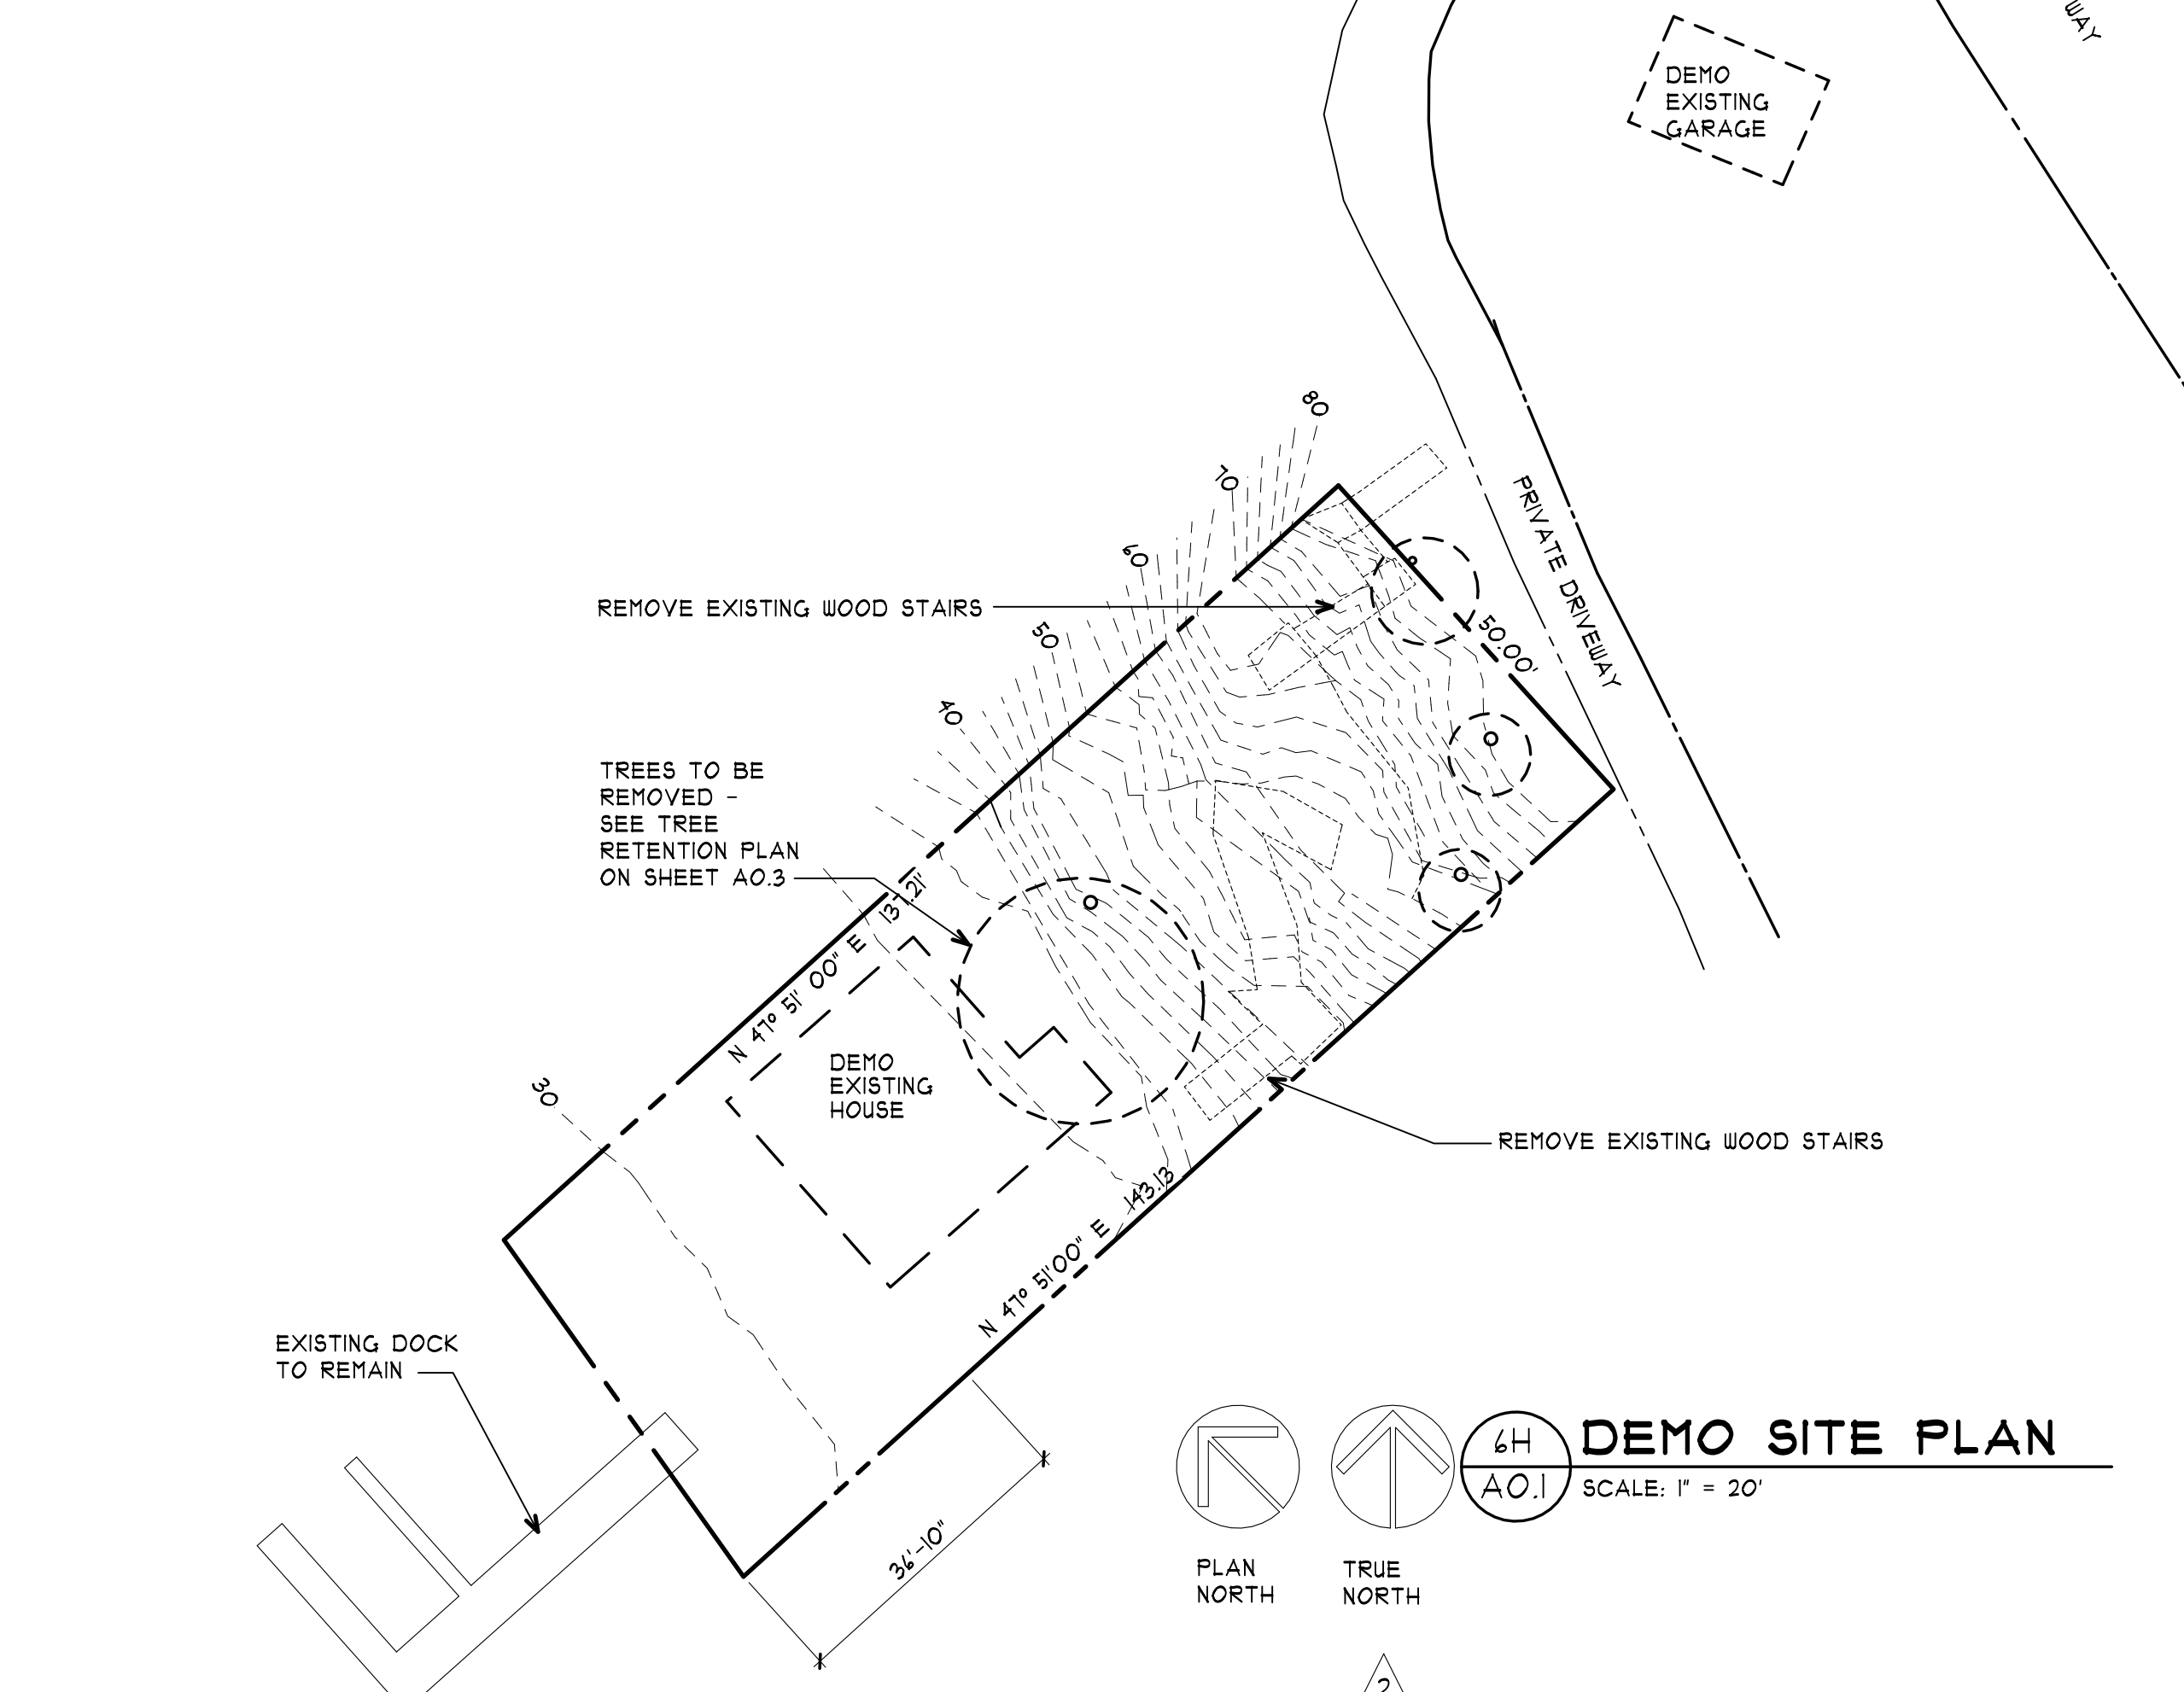 WAY
DEMO
EXISTING
GARAGE
80
70
60
50
40
30
PRIVATE DRIVEWAY
50.00'
REMOVE EXISTING WOOD STAIRS
TREES TO BE
REMOVED -
SEE TREE
RETENTION PLAN
ON SHEET A0.3
N 47° 51' 00" E 137.21'
DEMO
EXISTING
HOUSE
REMOVE EXISTING WOOD STAIRS
N 47° 51'00" E 143.13
EXISTING DOCK
TO REMAIN
36'-10"
PLAN
NORTH
TRUE
NORTH
6H
A0.1
DEMO SITE PLAN
SCALE: 1" = 20'
2